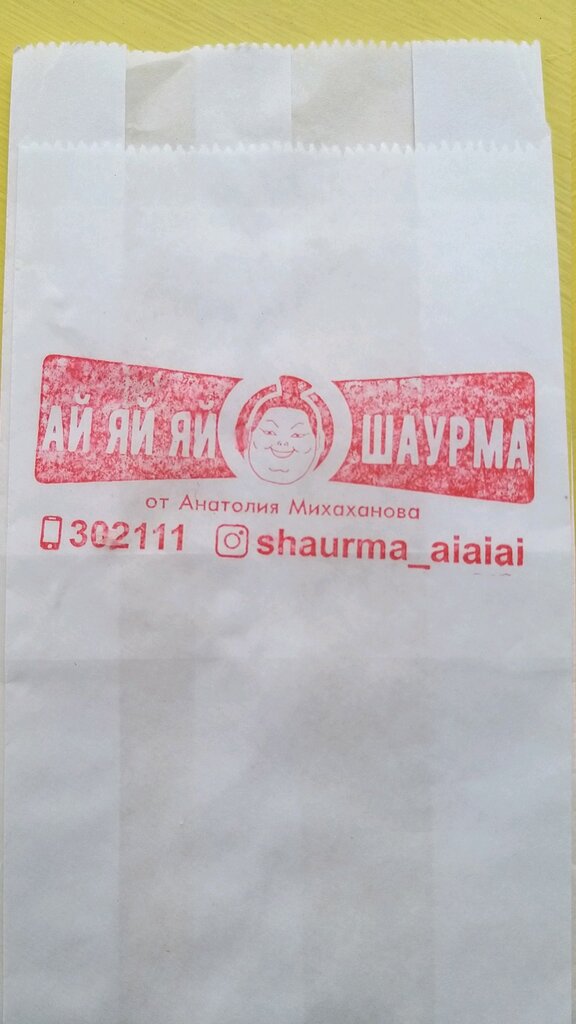 АЙ ЯЙ ЯЙ ШАУРМА
от Анатолия Михаханова
302111 shaurma_aiaiai